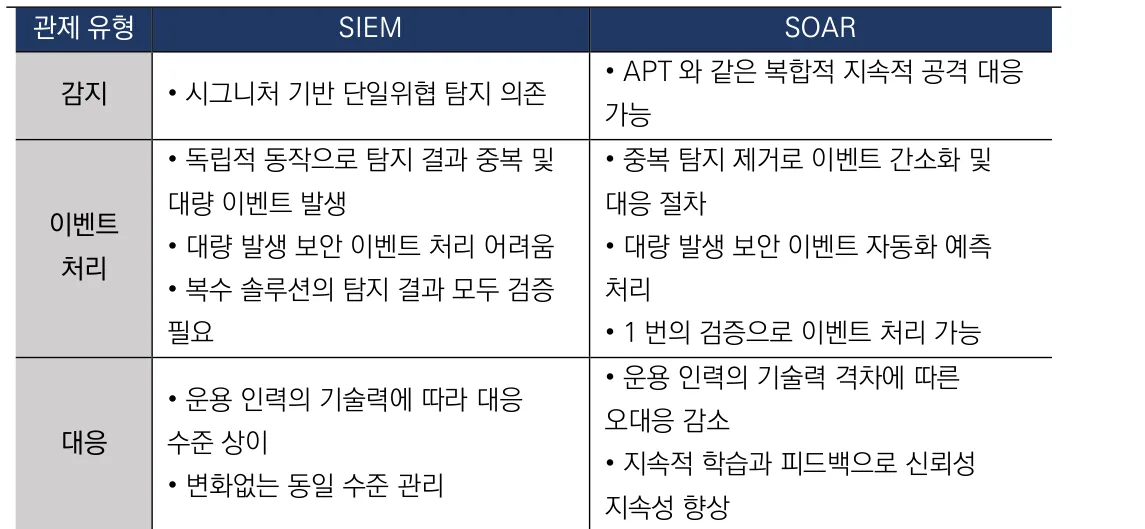 관제 유형
SIEM
SOAR
감지
• 시그니처 기반 단일위협 탐지 의존
• APT 와 같은 복합적 지속적 공격 대응
가능
이벤트
처리
• 독립적 동작으로 탐지 결과 중복 및
대량 이벤트 발생
• 대량 발생 보안 이벤트 처리 어려움
• 복수 솔루션의 탐지 결과 모두 검증
필요
• 중복 탐지 제거로 이벤트 간소화 및
대응 절차
• 대량 발생 보안 이벤트 자동화 예측
처리
• 1 번의 검증으로 이벤트 처리 가능
대응
• 운용 인력의 기술력에 따라 대응
수준 상이
• 변화없는 동일 수준 관리
• 운용 인력의 기술력 격차에 따른
오대응 감소
• 지속적 학습과 피드백으로 신뢰성
지속성 향상